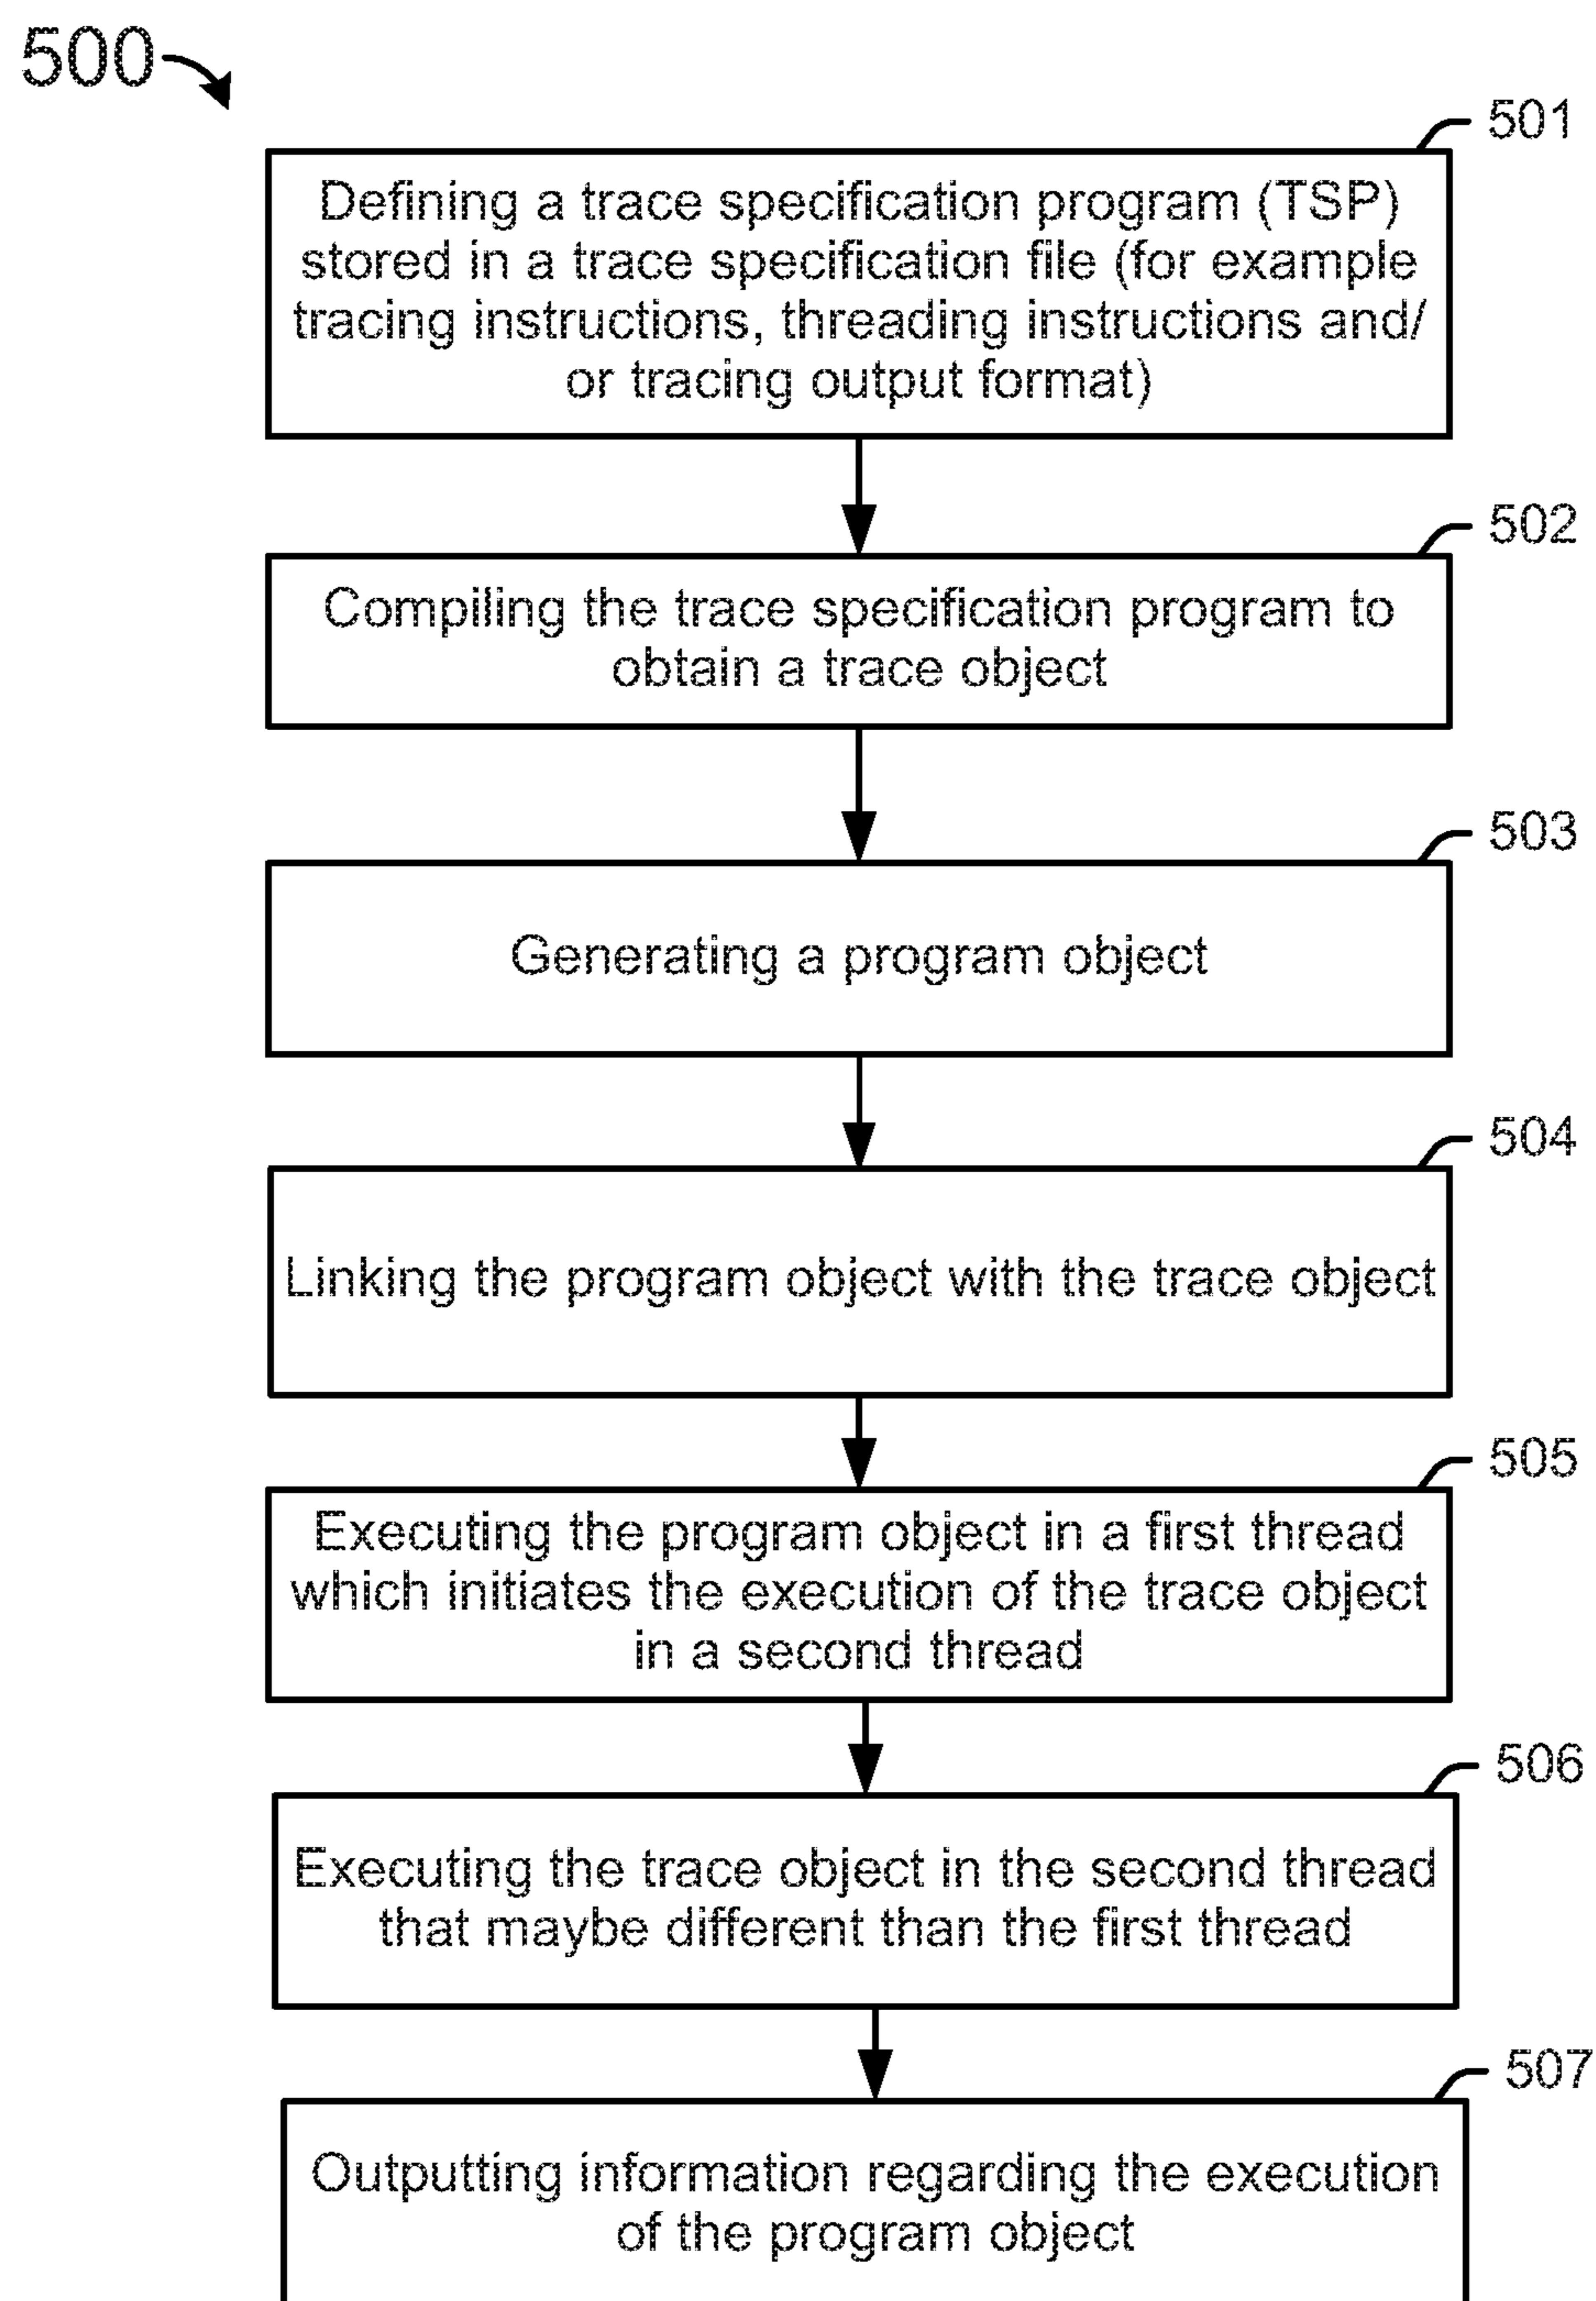 500
501
Defining a trace specification program (TSP)
stored in a trace specification file (for example
tracing instructions, threading instructions and/
or tracing output format)
502
Compiling the trace specification program to
obtain a trace object
503
Generating a program object
504
Linking the program object with the trace object
505
Executing the program object in a first thread
which initiates the execution of the trace object
in a second thread
506
Executing the trace object in the second thread
that maybe different than the first thread
507
Outputting information regarding the execution
of the program object